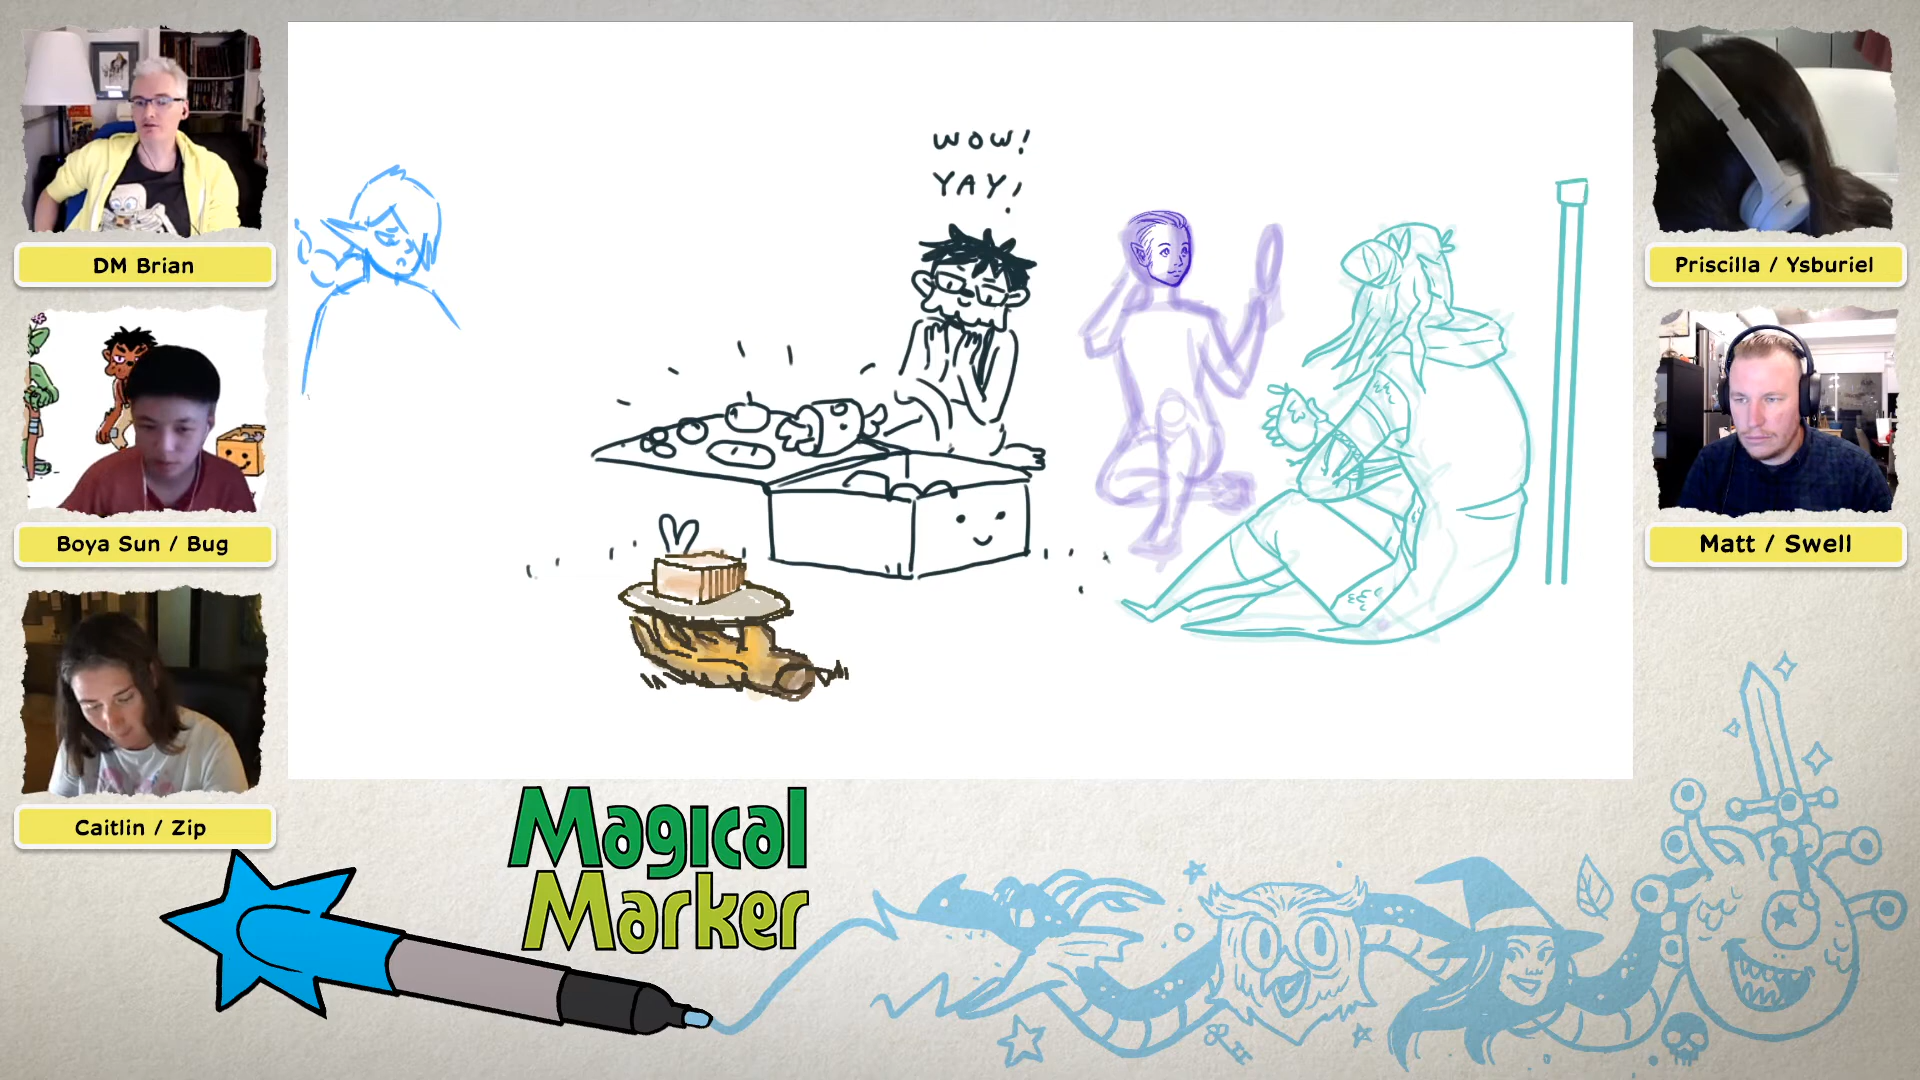 DM Brian
Boya Sun / Bug
Caitlin / Zip
WOW!
YAY!
Priscilla / Ysburiel
Matt / Swell
Magical
Marker